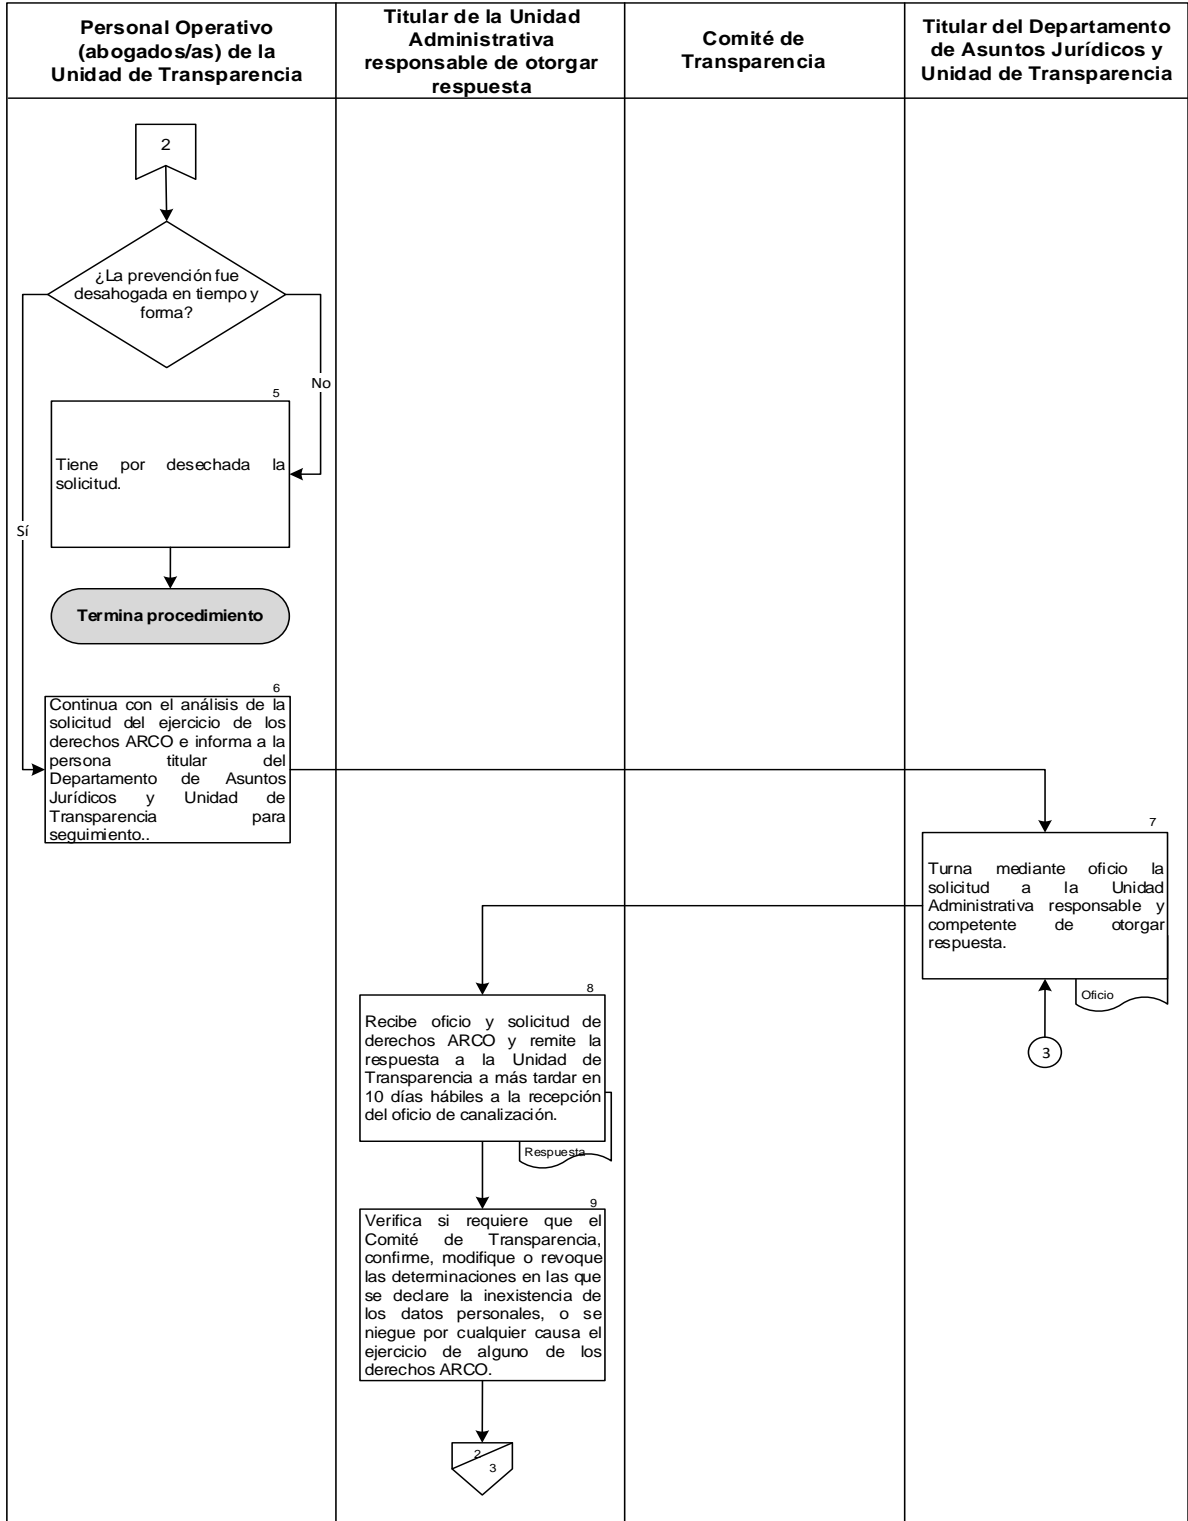 Personal Operativo
(abogados/as) de la
Unidad de Transparencia
Titular de la Unidad
Administrativa
responsable de otorgar
respuesta
Comité de
Transparencia
Titular del Departamento
de Asuntos Jurídicos y
Unidad de Transparencia
2
¿La prevención fue
desahogada en tiempo y
forma?
No
5
Tiene por desechada la
solicitud.
Sí
Termina procedimiento
6
Continua con el análisis de la
solicitud del ejercicio de los
derechos ARCO e informa a la
persona titular del
Departamento de Asuntos
Jurídicos y Unidad de
Transparencia para
seguimiento..
7
Turna mediante oficio la
solicitud a la Unidad
Administrativa responsable y
competente de otorgar
respuesta.
Oficio
3
8
Recibe oficio y solicitud de
derechos ARCO y remite la
respuesta a la Unidad de
Transparencia a más tardar en
10 días hábiles a la recepción
del oficio de canalización.
Respuesta
9
Verifica si requiere que el
Comité de Transparencia,
confirme, modifique o revoque
las determinaciones en las que
se declare la inexistencia de
los datos personales, o se
niegue por cualquier causa el
ejercicio de alguno de los
derechos ARCO.
2
3